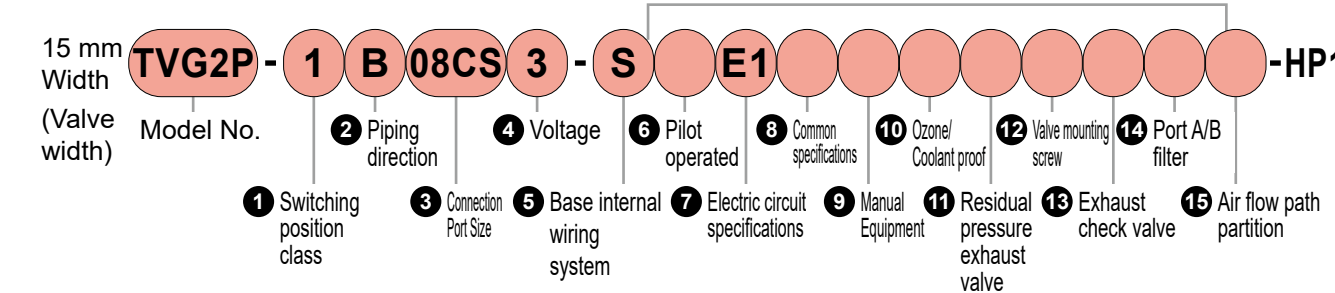 15 mm
Width
(Valve
width)
TVG2P - 1 B 08CS 3 - S E1 -HP1
Model No.
2 Piping
direction
4 Voltage
6 Pilot
operated
8 Common
specifications
10 Ozone/
Coolant proof
12 Valve mounting
screw
14 Port A/B
filter
1 Switching
position
class
3 Connection
Port Size
5 Base internal
wiring
system
7 Electric circuit
specifications
9 Manual
Equipment
11 Residual
pressure
exhaust
valve
13 Exhaust
check valve
15 Air flow path
partition